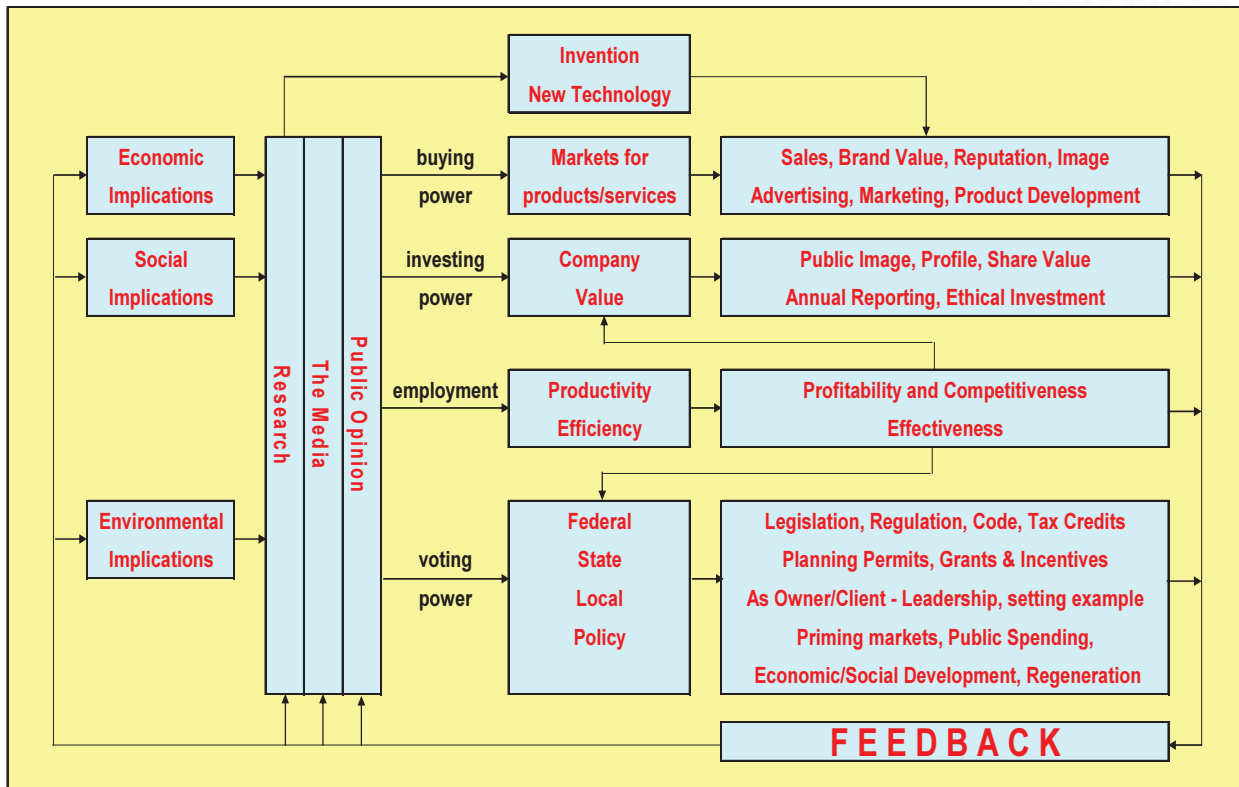 Invention
New Technology
Economic
Implications
Social
Implications
Environmental
Implications
Research
The Media
Public Opinion
buying
power
Markets for
products/services
Sales, Brand Value, Reputation, Image
Advertising, Marketing, Product Development
investing
power
Company
Value
Public Image, Profile, Share Value
Annual Reporting, Ethical Investment
employment
Productivity
Efficiency
Profitability and Competitiveness
Effectiveness
voting
power
Federal
State
Local
Policy
Legislation, Regulation, Code, Tax Credits
Planning Permits, Grants & Incentives
As Owner/Client - Leadership, setting example
Priming markets, Public Spending,
Economic/Social Development, Regeneration
FEEDBACK